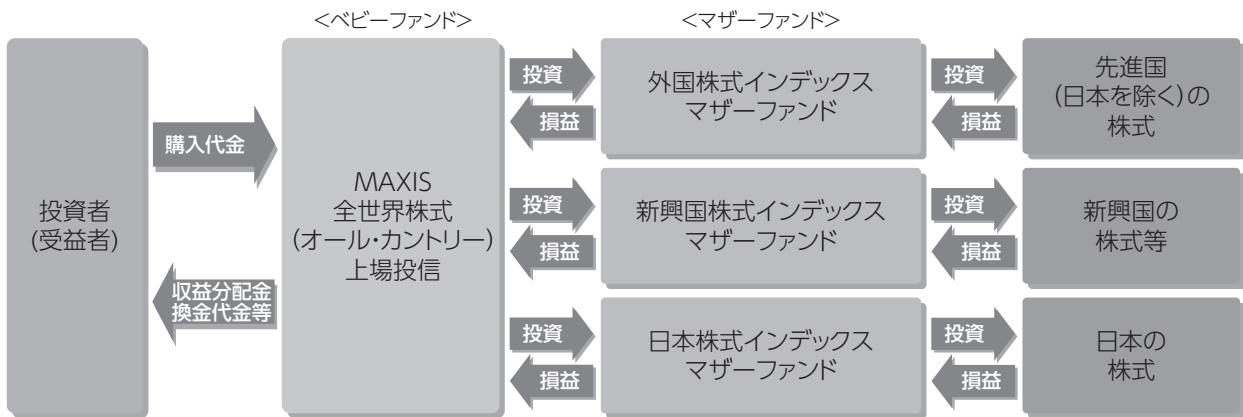 <ベビーファンド>
<マザーファンド>
投資者
(受益者)
購入代金
収益分配金
換金代金等
MAXIS
全世界株式
(オール・カントリー)
上場投信
投資
損益
外国株式インデックス
マザーファンド
投資
損益
先進国
(日本を除く)の
株式
投資
損益
新興国株式インデックス
マザーファンド
投資
損益
新興国の
株式等
投資
損益
日本株式インデックス
マザーファンド
投資
損益
日本の
株式